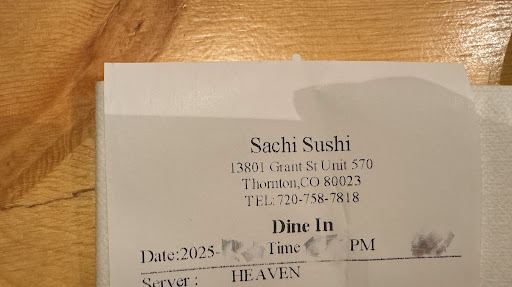 Sachi Sushi
13801 Grant St Unit 570
Thornton,CO 80023
TEL: 720-758-7818
Dine In
Date:2025- Time PM
Server : HEAVEN